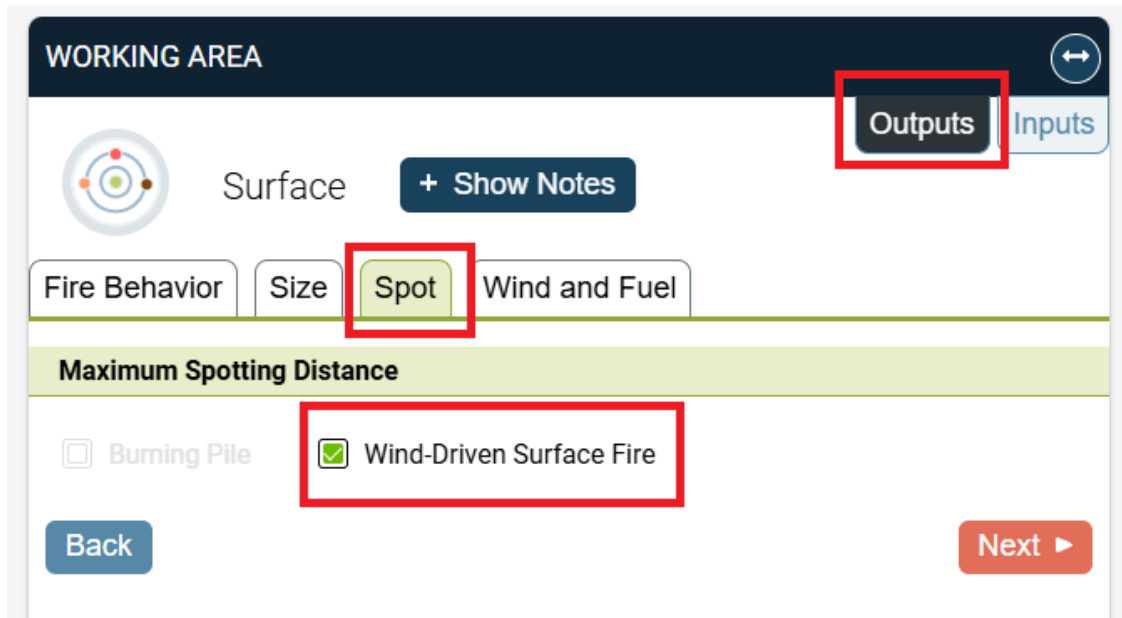 WORKING AREA
Outputs Inputs
Surface + Show Notes
Fire Behavior Size Spot Wind and Fuel
Maximum Spotting Distance
Burning Pile Wind-Driven Surface Fire
Back Next